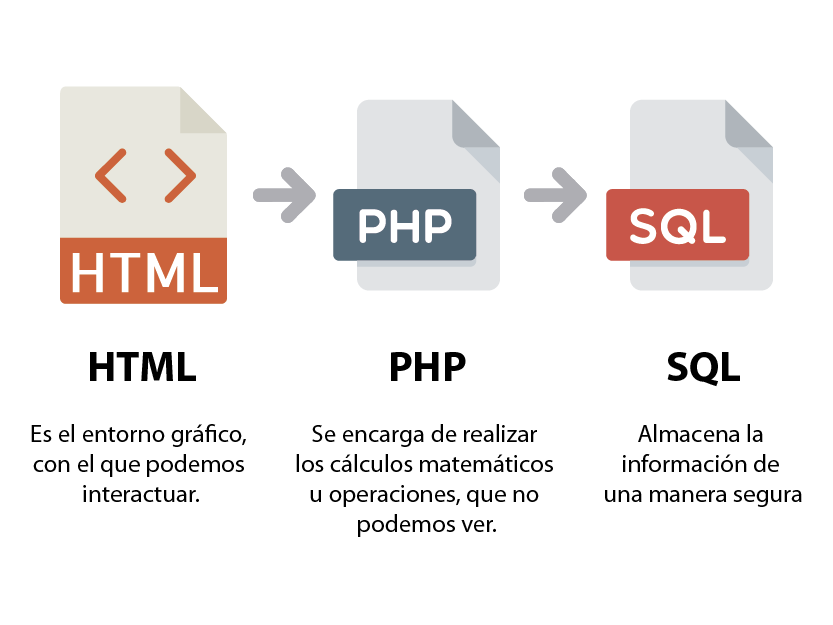 HTML
PHP
SQL
HTML
Es el entorno gráfico,
con el que podemos
interactuar.
PHP
Se encarga de realizar
los cálculos matemáticos
u operaciones, que no
podemos ver.
SQL
Almacena la
información de
una manera segura